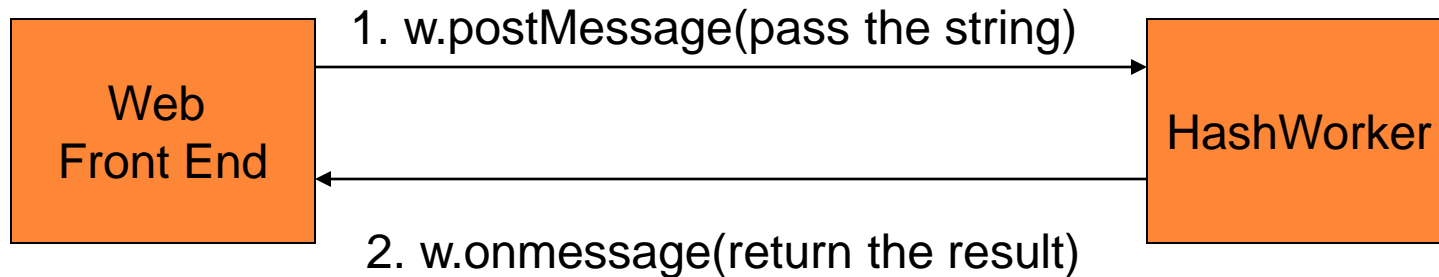 1. w.postMessage(pass the string)
Web
Front End
HashWorker
2. w.onmessage(return the result)